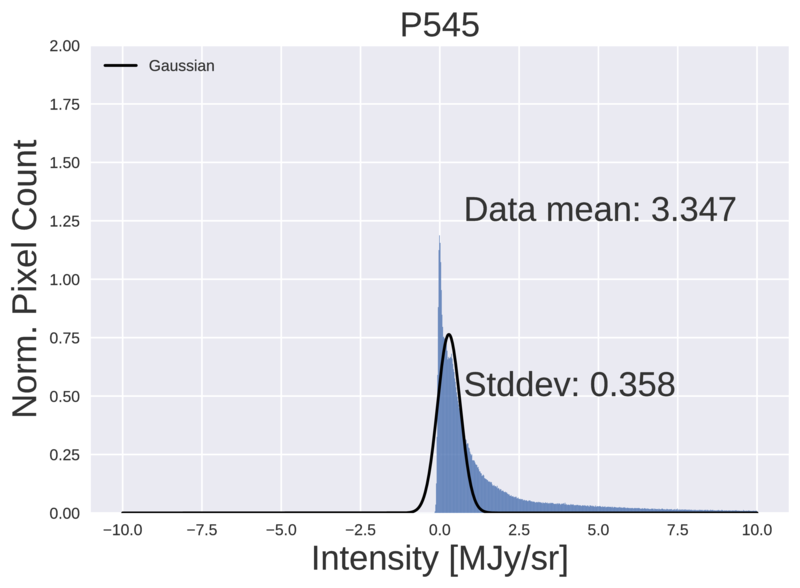 P545
2.00
Gaussian
1.75
1.50
Data mean: 3.347
1.25
1.00
0.75
Stddev: 0.358
0.50
0.25
0.00
Norm. Pixel Count
−10.0 −7.5 −5.0 −2.5 0.0 2.5 5.0 7.5 10.0
Intensity [MJy/sr]